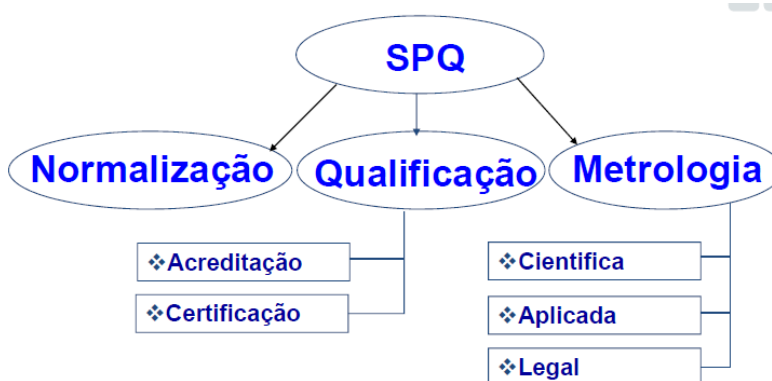 SPQ
Normalização
Qualificação
Metrologia
❖Acreditação
❖Certificação
❖Cientifica
❖Aplicada
❖Legal